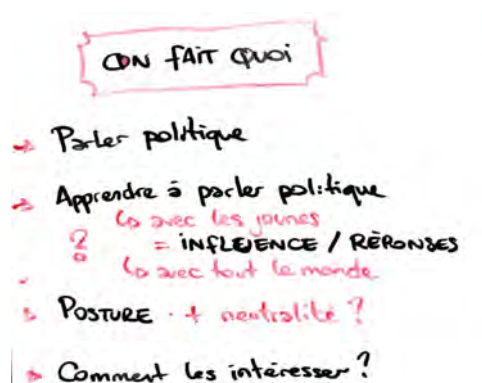 ON FAIT QUOI
→ Parler politique
→ Apprendre à parler politique
↳ avec les jeunes
? = INFLUENCE / RÉPONSES
↳ avec tout le monde
→ POSTURE · + neutralité ?
→ Comment les intéresser ?